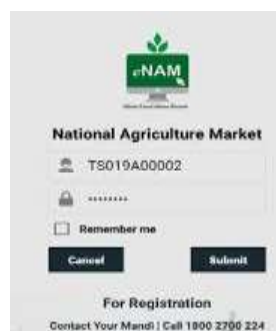 eNAM
National Agriculture Market
TS019A00002
********
Remember me
Cancel
Submit
For Registration
Contact Your Mandi | Call 1800 2700 224